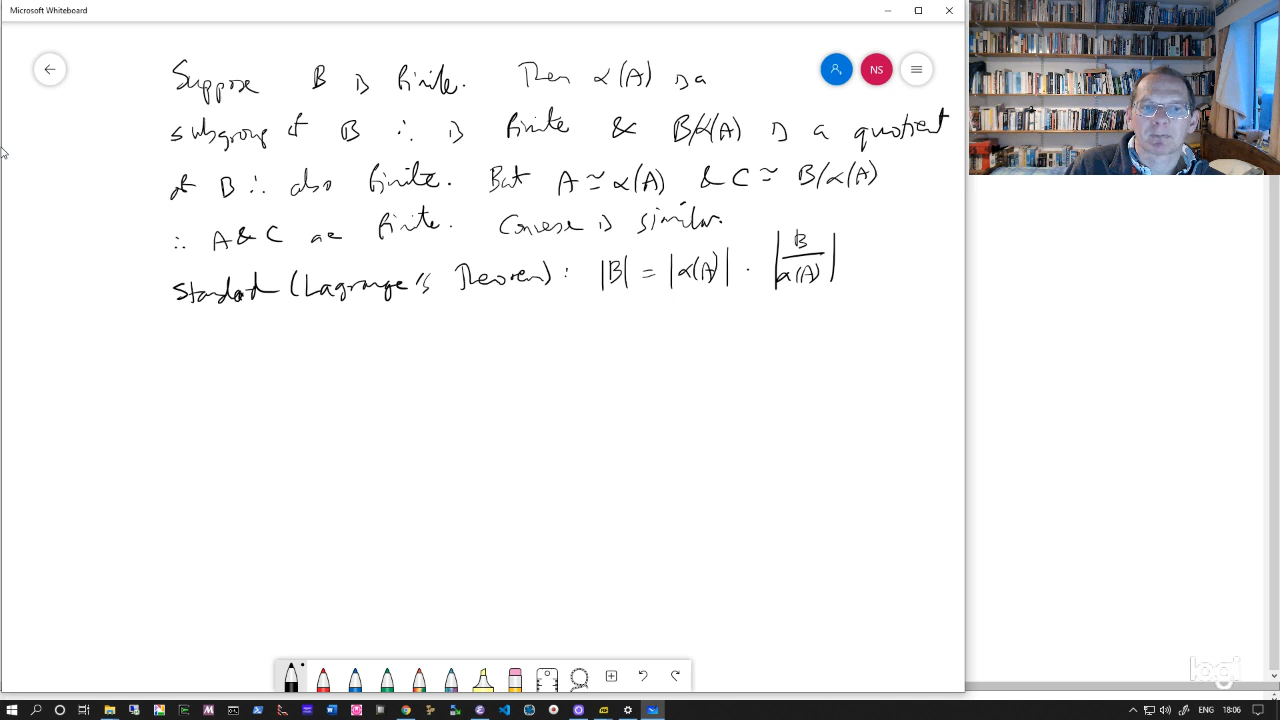 Microsoft Whiteboard
NS
Suppose B is finite. Then α(A) is a
subgroup of B ∴ is finite & B/α(A) is a quotient
of B ∴ also finite. But A ≃ α(A) & C ≃ B/α(A)
∴ A & C are finite. Converse is similar.
Standard (Lagrange's Theorem): |B| = |α(A)| · |B/α(A)|
logi
ENG 18:06